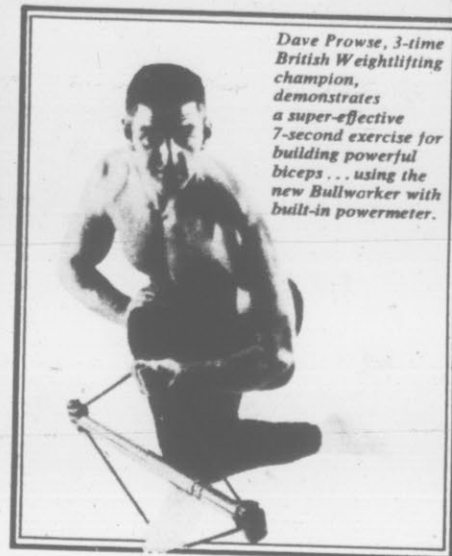 Dave Prowse, 3-time
British Weightlifting
champion,
demonstrates
a super-effective
7-second exercise for
building powerful
biceps ... using the
new Bullworker with
built-in powermeter.